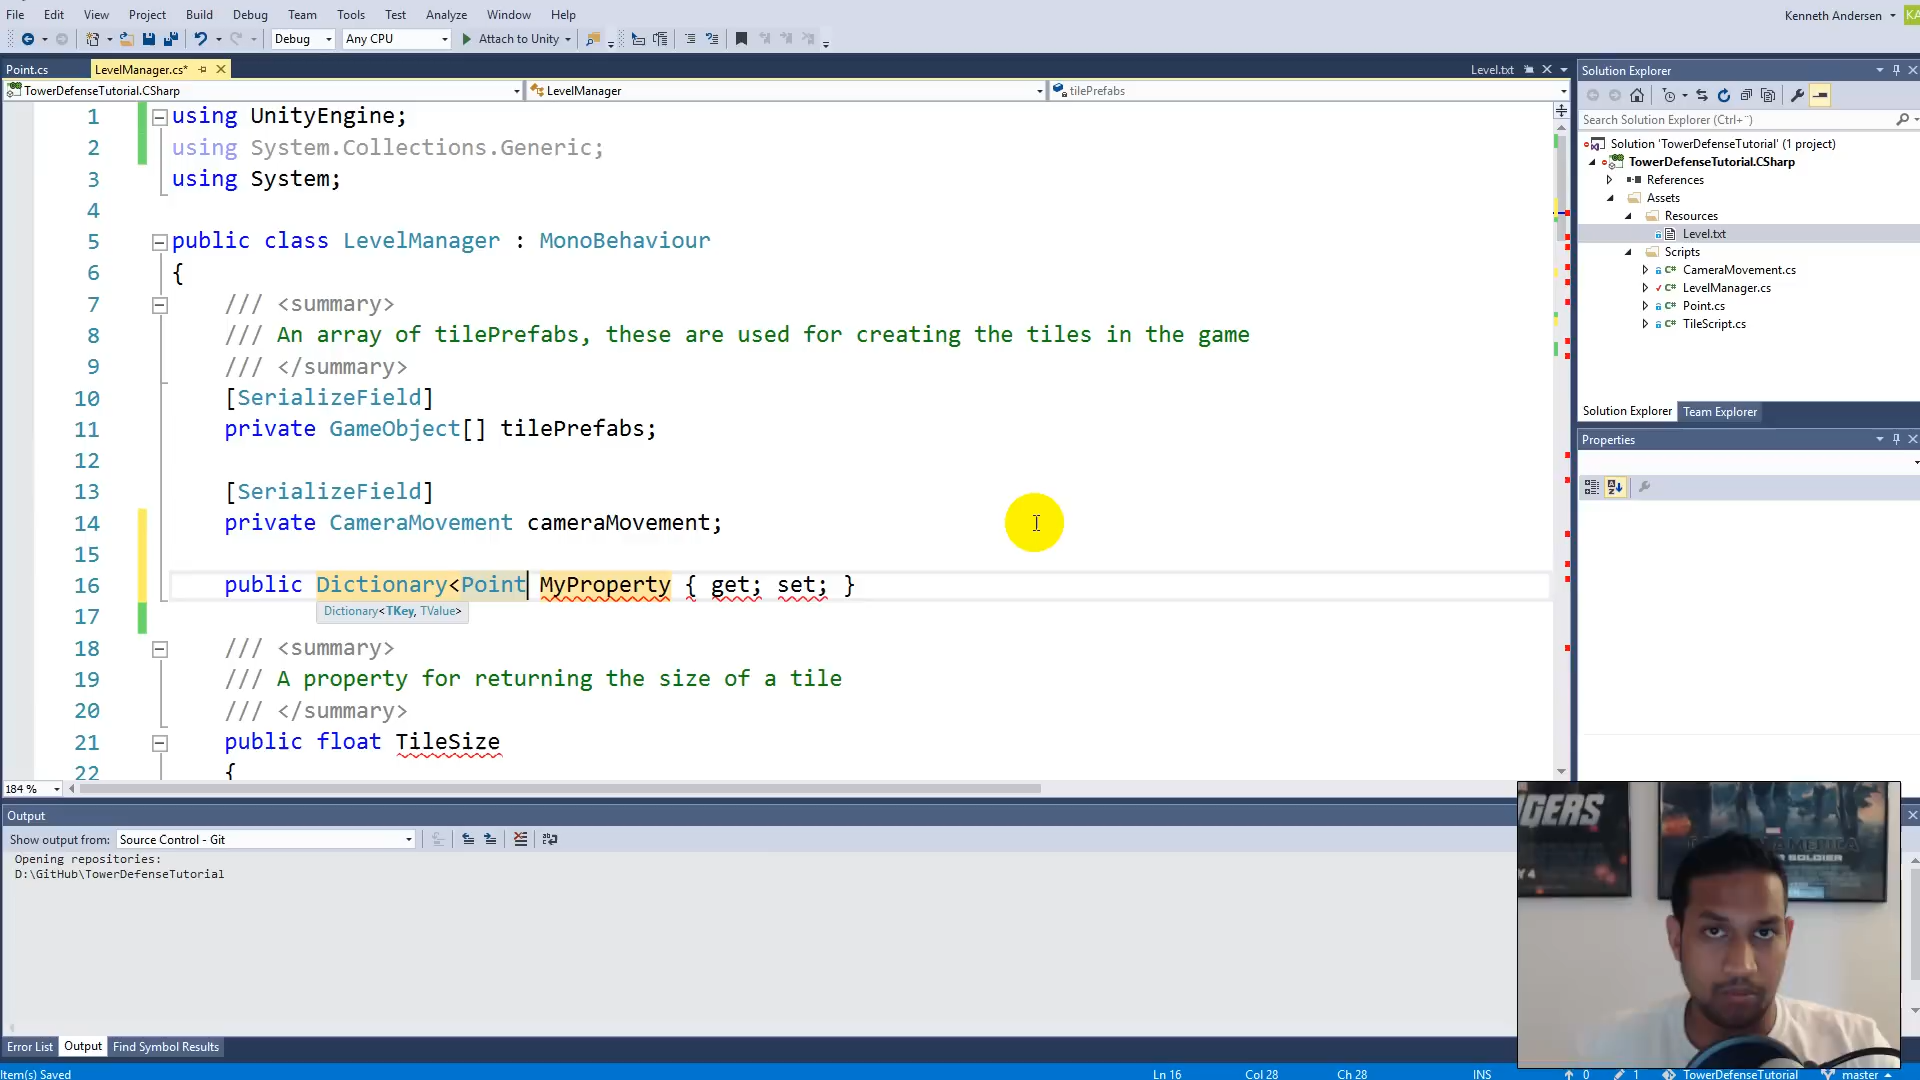 File Edit View Project Build Debug Team Tools Test Analyze Window Help
Kenneth Andersen
KA
Debug Any CPU Attach to Unity
Point.cs LevelManager.cs* Level.txt
TowerDefenseTutorial.CSharp LevelManager tilePrefabs
1 using UnityEngine;
2 using System.Collections.Generic;
3 using System;
4
5 public class LevelManager : MonoBehaviour
6 {
7 /// <summary>
8 /// An array of tilePrefabs, these are used for creating the tiles in the game
9 /// </summary>
10 [SerializeField]
11 private GameObject[] tilePrefabs;
12
13 [SerializeField]
14 private CameraMovement cameraMovement;
15
16 public Dictionary<Point MyProperty { get; set; }
Dictionary<TKey, TValue>
17
18 /// <summary>
19 /// A property for returning the size of a tile
20 /// </summary>
21 public float TileSize
22 {
184 %
Solution Explorer
Search Solution Explorer (Ctrl+¨)
Solution 'TowerDefenseTutorial' (1 project)
TowerDefenseTutorial.CSharp
References
Assets
Resources
Level.txt
Scripts
CameraMovement.cs
LevelManager.cs
Point.cs
TileScript.cs
Solution Explorer Team Explorer
Properties
Output
Show output from: Source Control - Git
Opening repositories:
D:\GitHub\TowerDefenseTutorial
Error List Output Find Symbol Results
Item(s) Saved Ln 16 Col 28 Ch 28 INS 0 1 TowerDefenseTutorial master